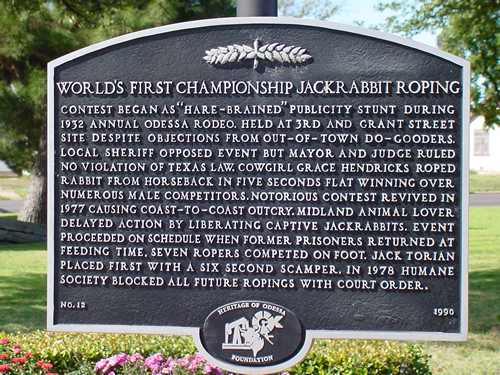 WORLD'S FIRST CHAMPIONSHIP JACKRABBIT ROPING
CONTEST BEGAN AS "HARE-BRAINED" PUBLICITY STUNT DURING
1932 ANNUAL ODESSA RODEO. HELD AT 3RD AND GRANT STREET
SITE DESPITE OBJECTIONS FROM OUT-OF-TOWN DO-GOODERS.
LOCAL SHERIFF OPPOSED EVENT BUT MAYOR AND JUDGE RULED
NO VIOLATION OF TEXAS LAW. COWGIRL GRACE HENDRICKS ROPED
RABBIT FROM HORSEBACK IN FIVE SECONDS FLAT WINNING OVER
NUMEROUS MALE COMPETITORS. NOTORIOUS CONTEST REVIVED IN
1977 CAUSING COAST-TO-COAST OUTCRY. MIDLAND ANIMAL LOVER
DELAYED ACTION BY LIBERATING CAPTIVE JACKRABBITS. EVENT
PROCEEDED ON SCHEDULE WHEN FORMER PRISONERS RETURNED AT
FEEDING TIME. SEVEN ROPERS COMPETED ON FOOT. JACK TORIAN
PLACED FIRST WITH A SIX SECOND SCAMPER. IN 1978 HUMANE
SOCIETY BLOCKED ALL FUTURE ROPINGS WITH COURT ORDER.
NO. 12 1990
HERITAGE OF ODESSA
FOUNDATION